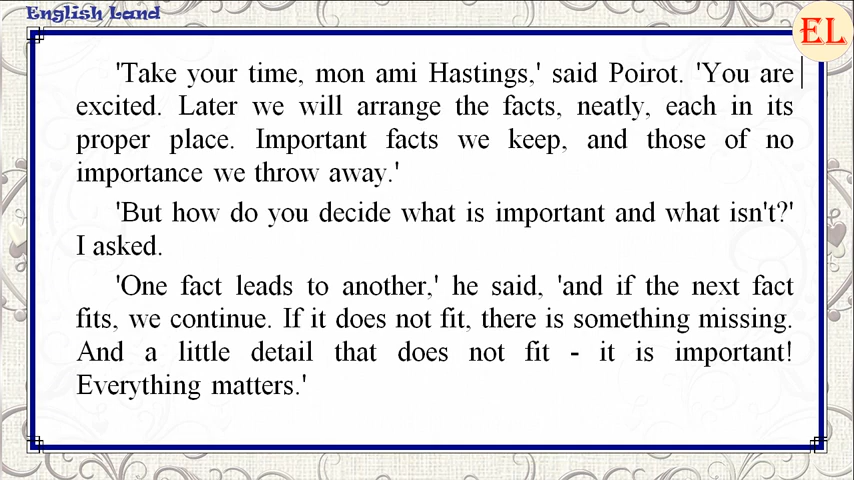 English Land
EL
'Take your time, mon ami Hastings,' said Poirot. 'You are
excited. Later we will arrange the facts, neatly, each in its
proper place. Important facts we keep, and those of no
importance we throw away.'
'But how do you decide what is important and what isn't?'
I asked.
'One fact leads to another,' he said, 'and if the next fact
fits, we continue. If it does not fit, there is something missing.
And a little detail that does not fit - it is important!
Everything matters.'